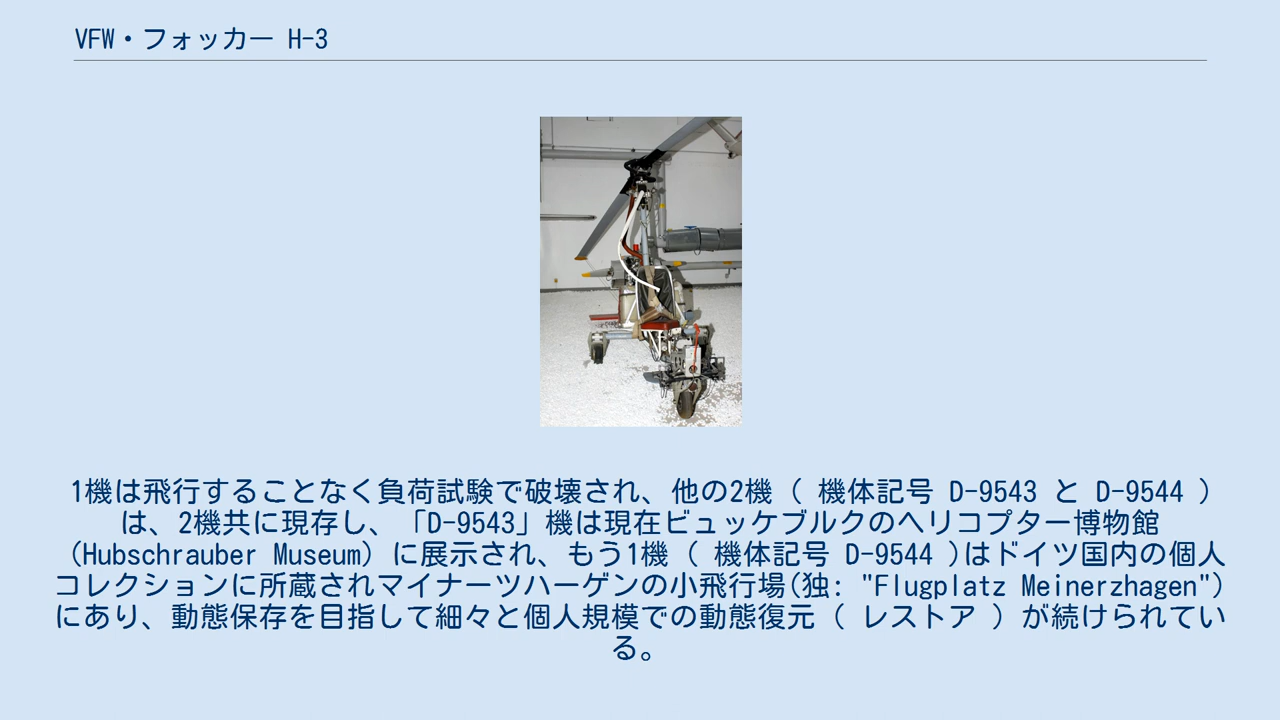 VFW・フォッカー H-3
1機は飛行することなく負荷試験で破壊され、他の2機（ 機体記号 D-9543 と D-9544 ）
は、2機共に現存し、「D-9543」機は現在ビュッケブルクのヘリコプター博物館
(Hubschrauber Museum) に展示され、もう1機（ 機体記号 D-9544 )はドイツ国内の個人
コレクションに所蔵されマイナーツハーゲンの小飛行場(独: "Flugplatz Meinerzhagen")
にあり、動態保存を目指して細々と個人規模での動態復元（ レストア ）が続けられてい
る。